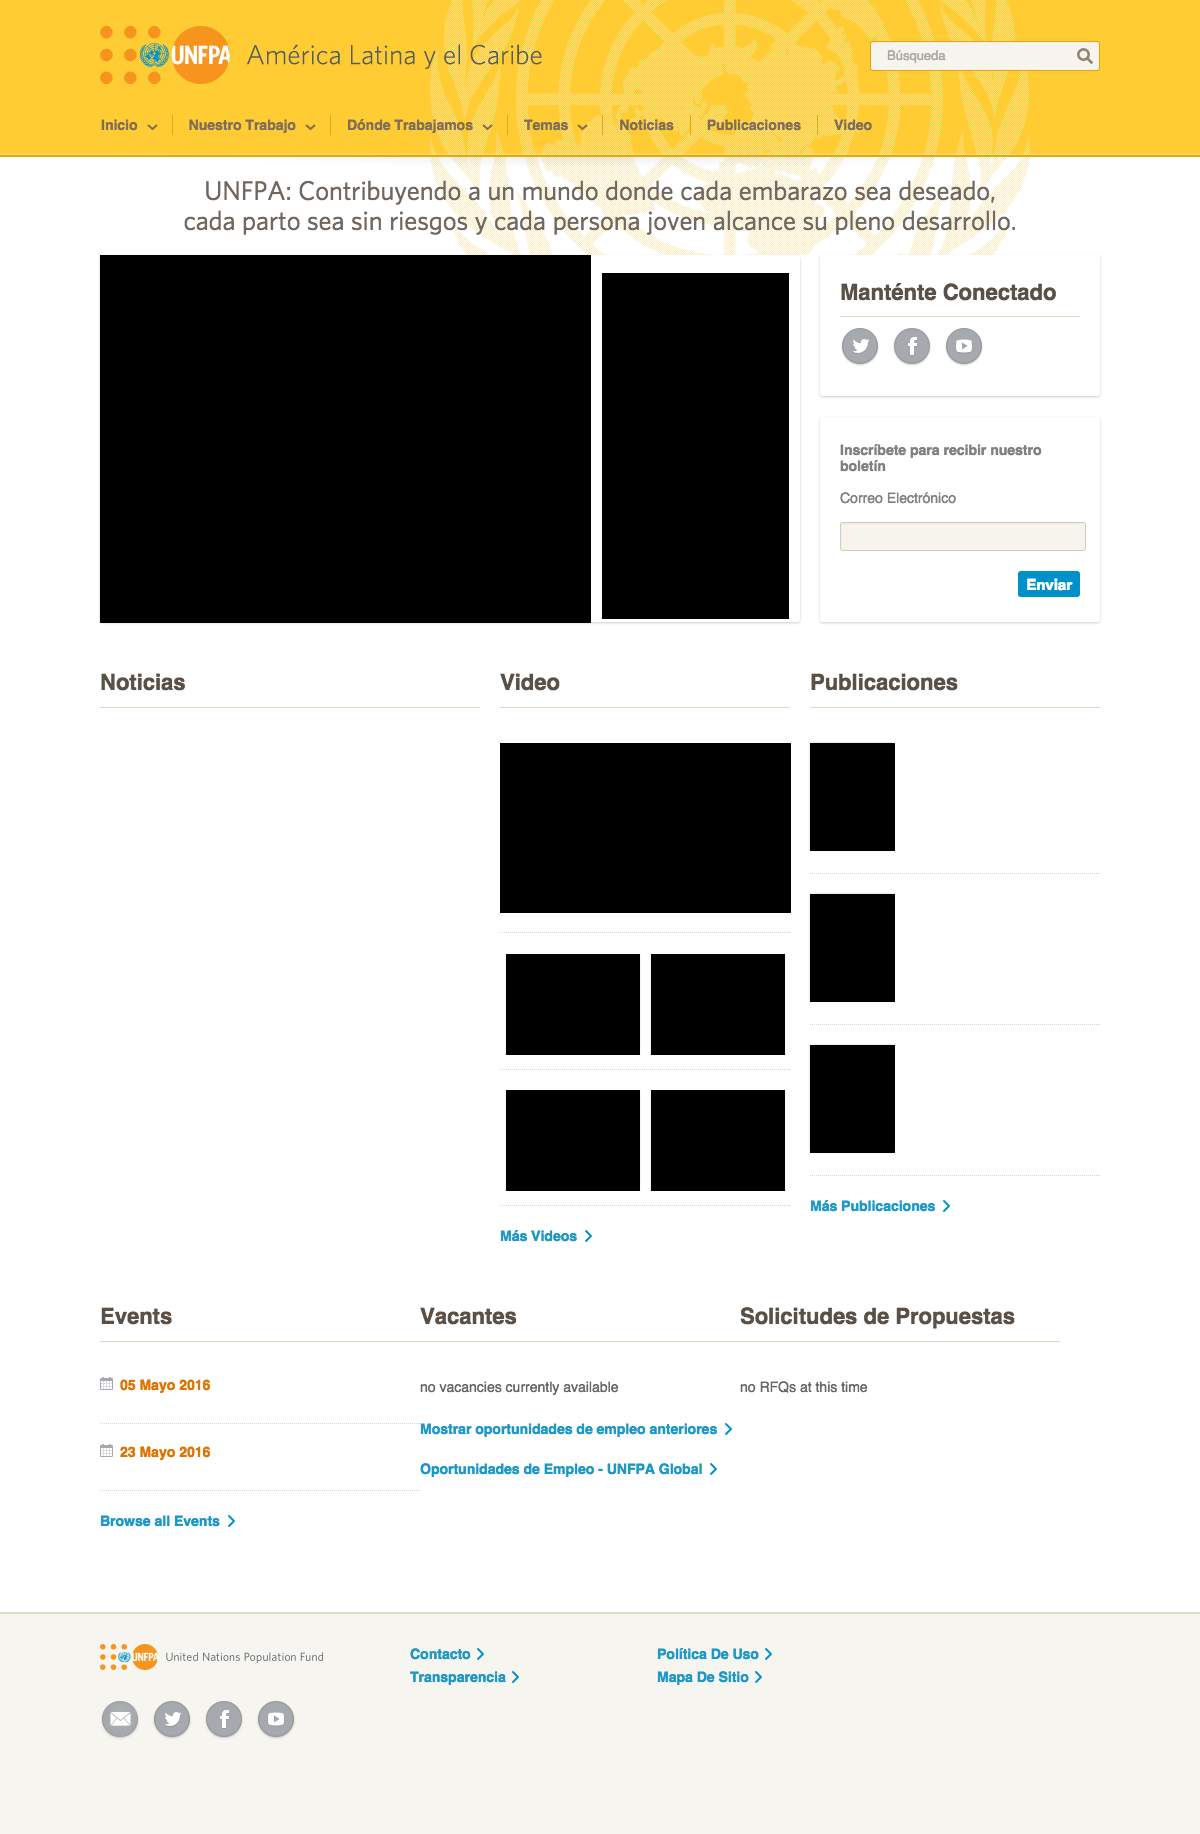 UNFPA América Latina y el Caribe
Búsqueda
Inicio Nuestro Trabajo Dónde Trabajamos Temas Noticias Publicaciones Video
UNFPA: Contribuyendo a un mundo donde cada embarazo sea deseado,
cada parto sea sin riesgos y cada persona joven alcance su pleno desarrollo.
Manténte Conectado
Inscríbete para recibir nuestro
boletín
Correo Electrónico
Enviar
Noticias
Video
Más Videos
Publicaciones
Más Publicaciones
Events
05 Mayo 2016
23 Mayo 2016
Browse all Events
Vacantes
no vacancies currently available
Mostrar oportunidades de empleo anteriores
Oportunidades de Empleo - UNFPA Global
Solicitudes de Propuestas
no RFQs at this time
UNFPA United Nations Population Fund
Contacto
Transparencia
Política De Uso
Mapa De Sitio